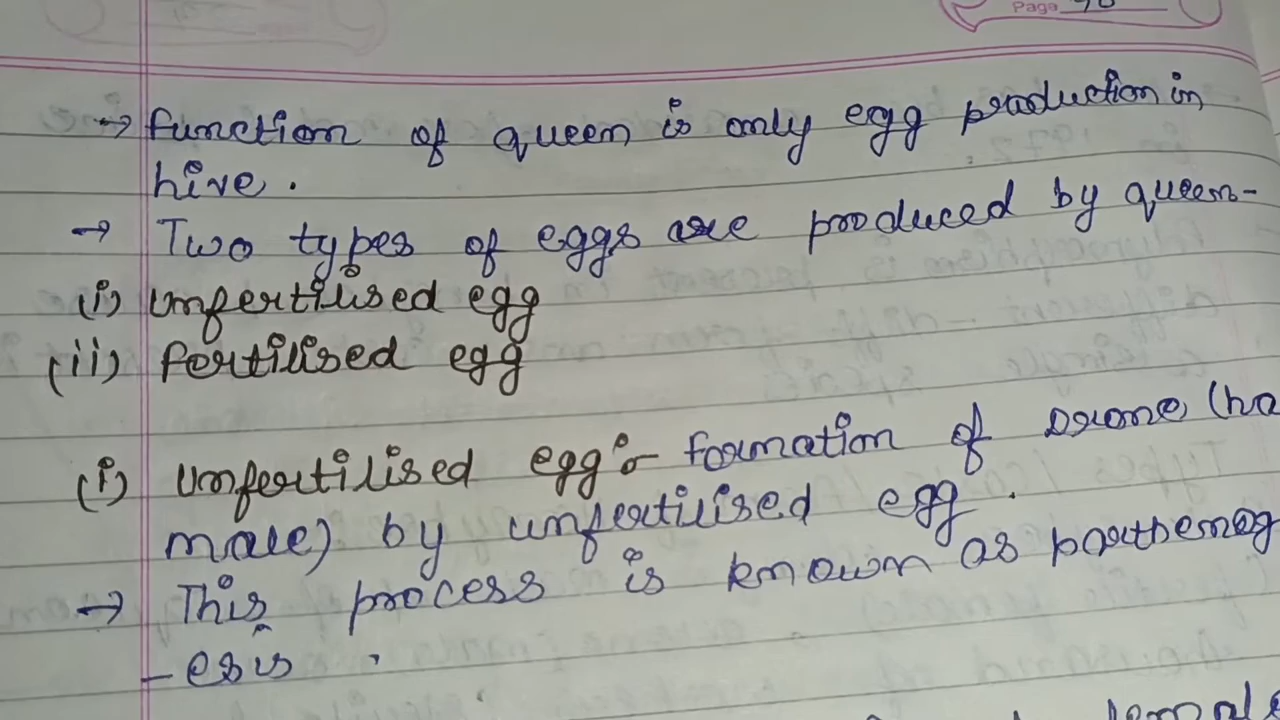 Page
→ function of queen is only egg production in
hive.
→ Two types of eggs are produced by queen-
(i) unfertilised egg
(ii) fertilised egg
(i) unfertilised egg:- formation of Drone (ha
male) by unfertilised egg.
→ This process is known as parthenog
-esis.